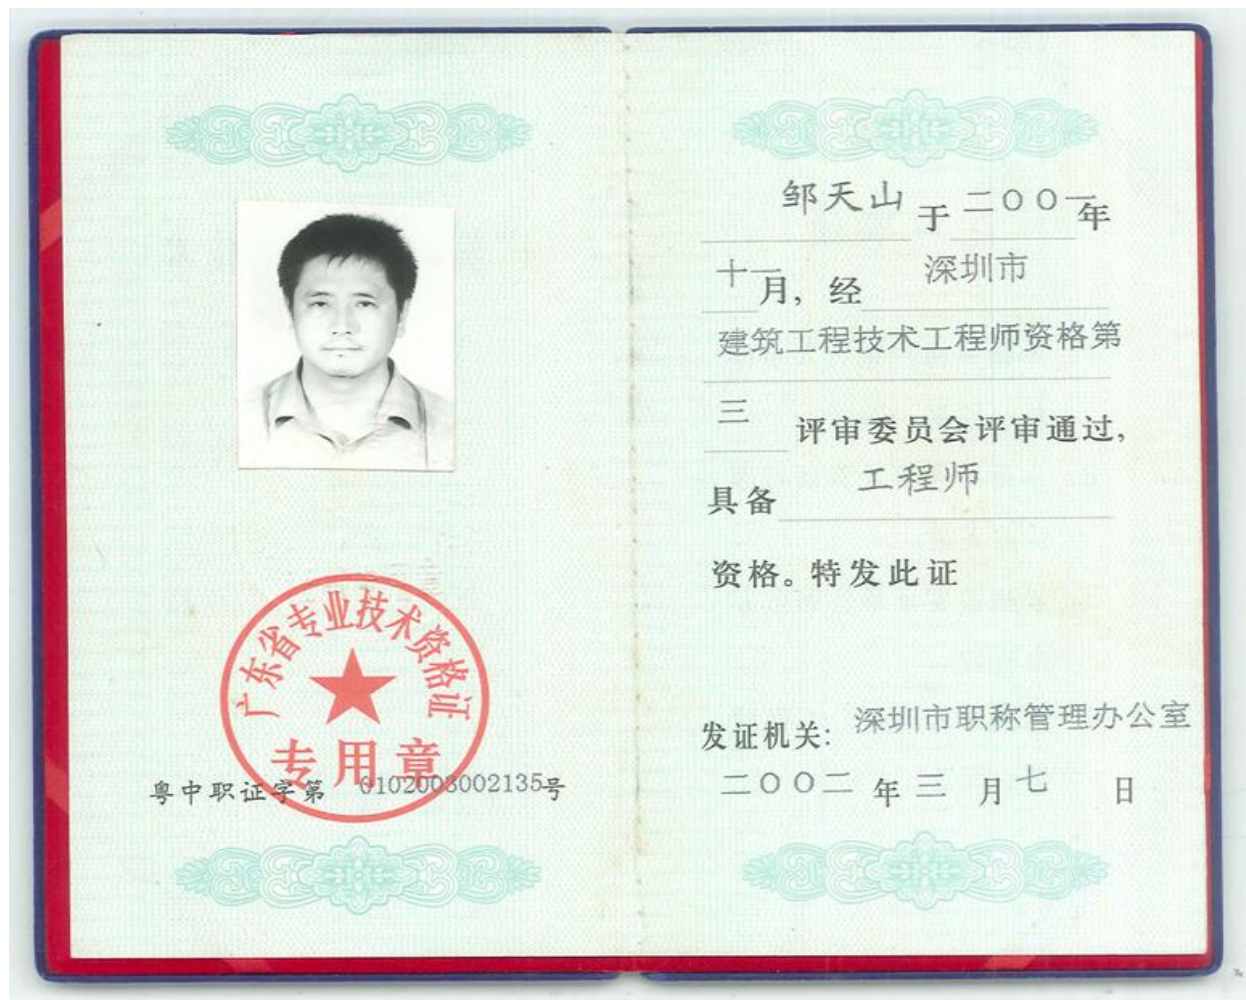 广东省专业技术资格证
专用章
粤中职证字第 0102003002135号
邹天山 于 二〇〇一年
十一月，经 深圳市
建筑工程技术工程师资格第
三 评审委员会评审通过，
具备 工程师
资格。特发此证
发证机关：深圳市职称管理办公室
二〇〇二 年 三 月 七 日